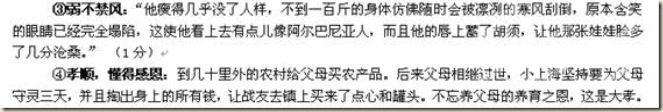 ③弱不禁风：“他瘦得几乎没了人样，不到一百斤的身体仿佛随时会被凛冽的寒风刮倒，原本含笑
的眼睛已经完全塌陷，这使他看上去有点儿像阿尔巴尼亚人，而且他的唇上蓄了胡须，让他那张娃娃脸多
了几分沧桑。”（1分）
④孝顺，懂得感恩：到几十里外的农村给父母买农产品。后来父母相继过世，小上海坚持要为父母
守灵三天，并且掏出身上的所有钱，让战友去镇上买来了点心和罐头。不忘养父母的养育之恩，这是大孝。